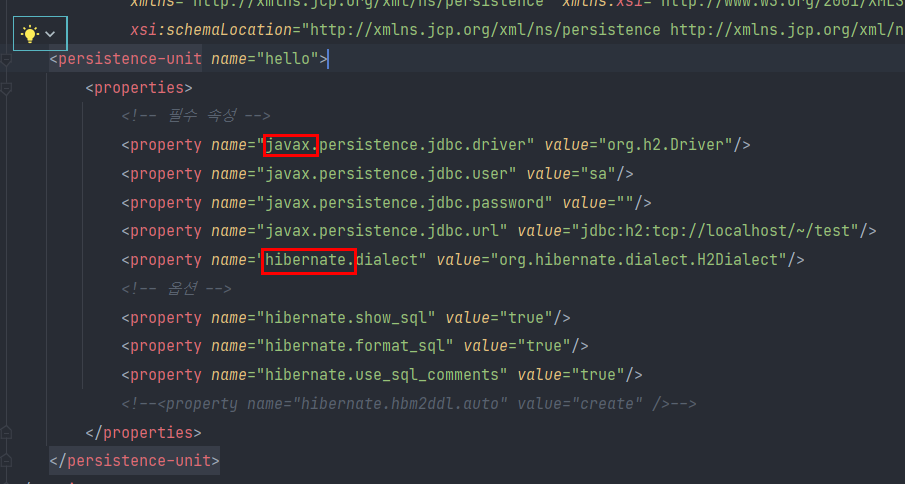 xmlns="http://xmlns.jcp.org/xml/ns/persistence" xmlns:xsi="http://www.w3.org/2001/XMLS
xsi:schemaLocation="http://xmlns.jcp.org/xml/ns/persistence http://xmlns.jcp.org/xml/n
<persistence-unit name="hello">
<properties>
<!-- 필수 속성 -->
<property name="javax.persistence.jdbc.driver" value="org.h2.Driver"/>
<property name="javax.persistence.jdbc.user" value="sa"/>
<property name="javax.persistence.jdbc.password" value=""/>
<property name="javax.persistence.jdbc.url" value="jdbc:h2:tcp://localhost/~/test"/>
<property name="hibernate.dialect" value="org.hibernate.dialect.H2Dialect"/>
<!-- 옵션 -->
<property name="hibernate.show_sql" value="true"/>
<property name="hibernate.format_sql" value="true"/>
<property name="hibernate.use_sql_comments" value="true"/>
<!--<property name="hibernate.hbm2ddl.auto" value="create" />-->
</properties>
</persistence-unit>